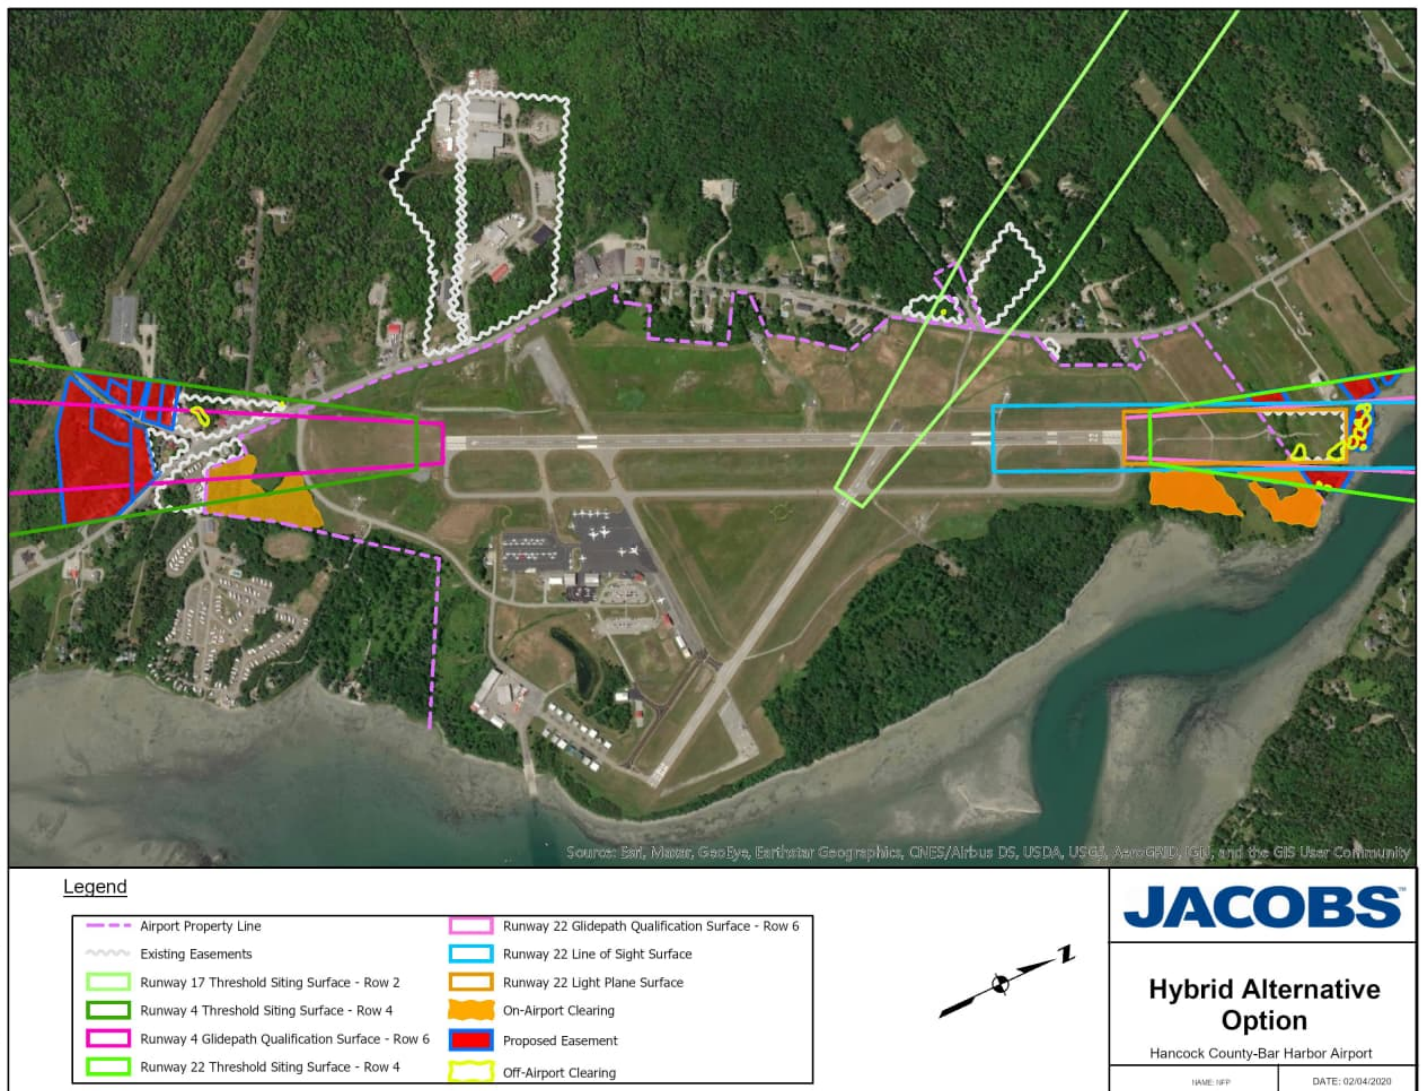 Source: Esri, Maxar, GeoEye, Earthstar Geographics, CNES/Airbus DS, USDA, USGS, AeroGRID, IGN, and the GIS User Community
Legend
Airport Property Line
Existing Easements
Runway 17 Threshold Siting Surface - Row 2
Runway 4 Threshold Siting Surface - Row 4
Runway 4 Glidepath Qualification Surface - Row 6
Runway 22 Threshold Siting Surface - Row 4
Runway 22 Glidepath Qualification Surface - Row 6
Runway 22 Line of Sight Surface
Runway 22 Light Plane Surface
On-Airport Clearing
Proposed Easement
Off-Airport Clearing
Z
JACOBS™
Hybrid Alternative
Option
Hancock County-Bar Harbor Airport
NAME: NFP
DATE: 02/04/2020